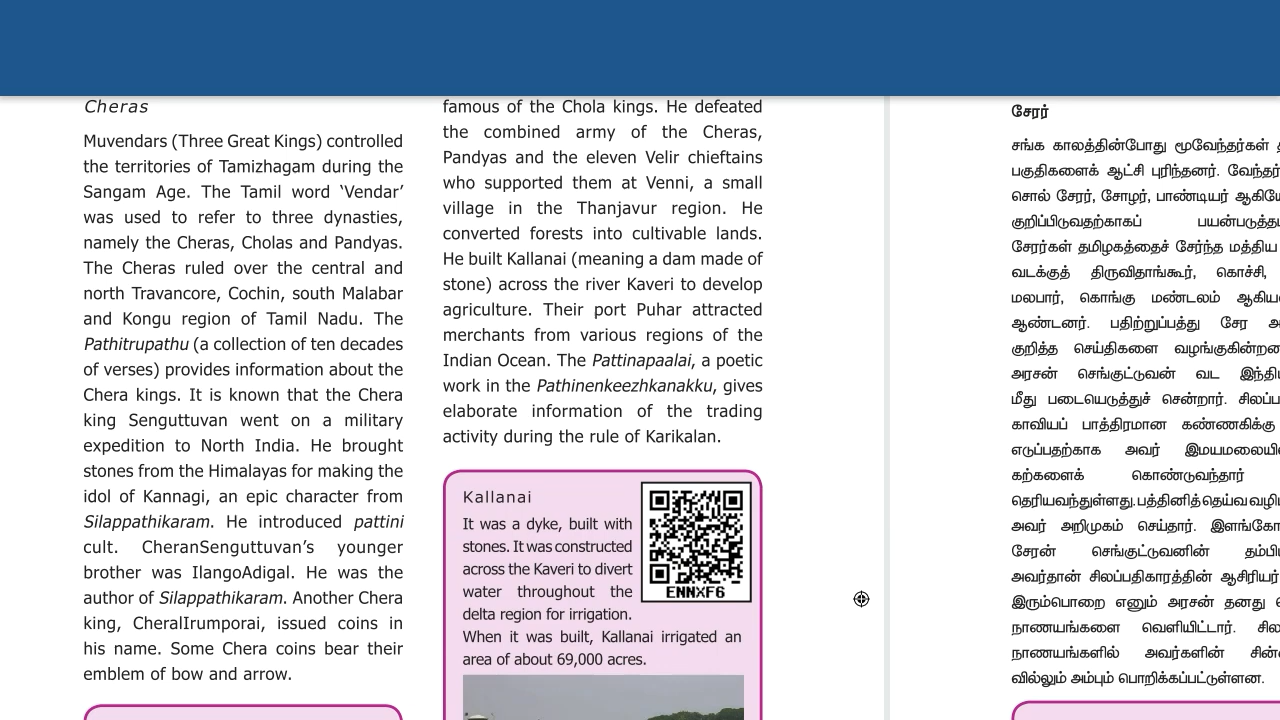 Cheras
Muvendars (Three Great Kings) controlled
the territories of Tamizhagam during the
Sangam Age. The Tamil word ‘Vendar’
was used to refer to three dynasties,
namely the Cheras, Cholas and Pandyas.
The Cheras ruled over the central and
north Travancore, Cochin, south Malabar
and Kongu region of Tamil Nadu. The
Pathitrupathu (a collection of ten decades
of verses) provides information about the
Chera kings. It is known that the Chera
king Senguttuvan went on a military
expedition to North India. He brought
stones from the Himalayas for making the
idol of Kannagi, an epic character from
Silappathikaram. He introduced pattini
cult. CheranSenguttuvan’s younger
brother was IlangoAdigal. He was the
author of Silappathikaram. Another Chera
king, CheralIrumporai, issued coins in
his name. Some Chera coins bear their
emblem of bow and arrow.
famous of the Chola kings. He defeated
the combined army of the Cheras,
Pandyas and the eleven Velir chieftains
who supported them at Venni, a small
village in the Thanjavur region. He
converted forests into cultivable lands.
He built Kallanai (meaning a dam made of
stone) across the river Kaveri to develop
agriculture. Their port Puhar attracted
merchants from various regions of the
Indian Ocean. The Pattinapaalai, a poetic
work in the Pathinenkeezhkanakku, gives
elaborate information of the trading
activity during the rule of Karikalan.
Kallanai
It was a dyke, built with
stones. It was constructed
across the Kaveri to divert
water throughout the
delta region for irrigation.
When it was built, Kallanai irrigated an
area of about 69,000 acres.
ENNXF6
சேரர்
சங்க காலத்தின்போது மூவேந்தர்கள்
பகுதிகளைக் ஆட்சி புரிந்தனர்.
சொல் சேரர், சோழர், பாண்டியர்
குறிப்பிடுவதற்காகப்
சேரர்கள் தமிழகத்தைச் சேர்ந்த மத்திய
வடக்குத் திருவிதாங்கூர், கொச்சி,
மலபார், கொங்கு மண்டலம்
ஆண்டனர். பதிற்றுப்பத்து சேர
குறித்த செய்திகளை
அரசன் செங்குட்டுவன் வட
மீது படையெடுத்துச் சென்றார்.
காவியப் பாத்திரமான கண்ணகிக்கு
எடுப்பதற்காக அவர்
கற்களைக் கொண்டுவந்தார்
தெரியவந்துள்ளது.
அவர் அறிமுகம் செய்தார்.
சேரன் செங்குட்டுவனின்
அவர்தான் சிலப்பதிகாரத்தின்
இரும்பொறை எனும் அரசன் தனது
நாணயங்களை வெளியிட்டார்.
நாணயங்களில் அவர்களின்
வில்லும் அம்பும் பொறிக்கப்பட்டுள்ளன.